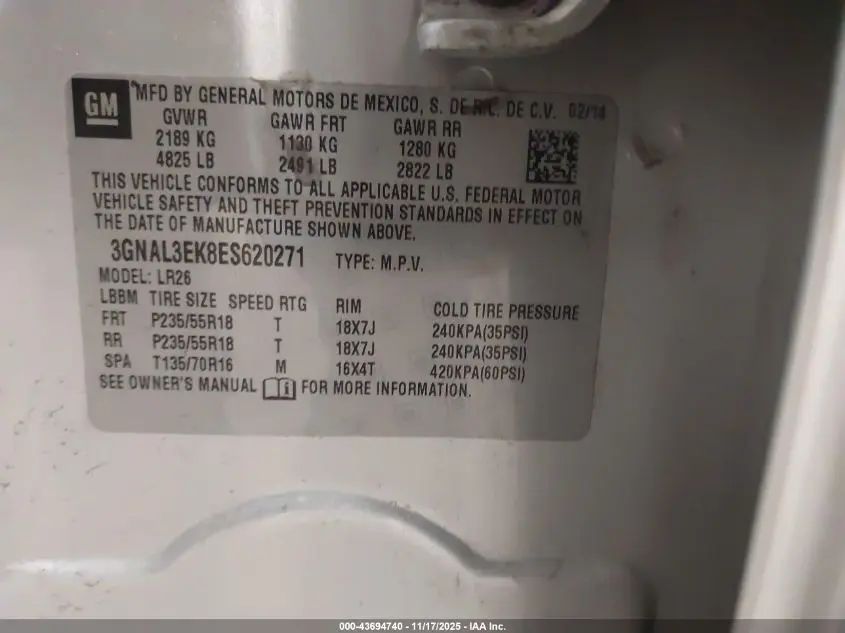 GM
MFD BY GENERAL MOTORS DE MEXICO, S. DE R.L. DE C.V. 02/14
GVWR GAWR FRT GAWR RR
2189 KG 1130 KG 1280 KG
4825 LB 2491 LB 2822 LB
THIS VEHICLE CONFORMS TO ALL APPLICABLE U.S. FEDERAL MOTOR
VEHICLE SAFETY AND THEFT PREVENTION STANDARDS IN EFFECT ON
THE DATE OF MANUFACTURE SHOWN ABOVE.
3GNAL3EK8ES620271 TYPE: M.P.V.
MODEL: LR26
LBBM TIRE SIZE SPEED RTG RIM COLD TIRE PRESSURE
FRT P235/55R18 T 18X7J 240KPA(35PSI)
RR P235/55R18 T 18X7J 240KPA(35PSI)
SPA T135/70R16 M 16X4T 420KPA(60PSI)
SEE OWNER'S MANUAL i FOR MORE INFORMATION.
000-43694740 - 11/17/2025 - IAA Inc.